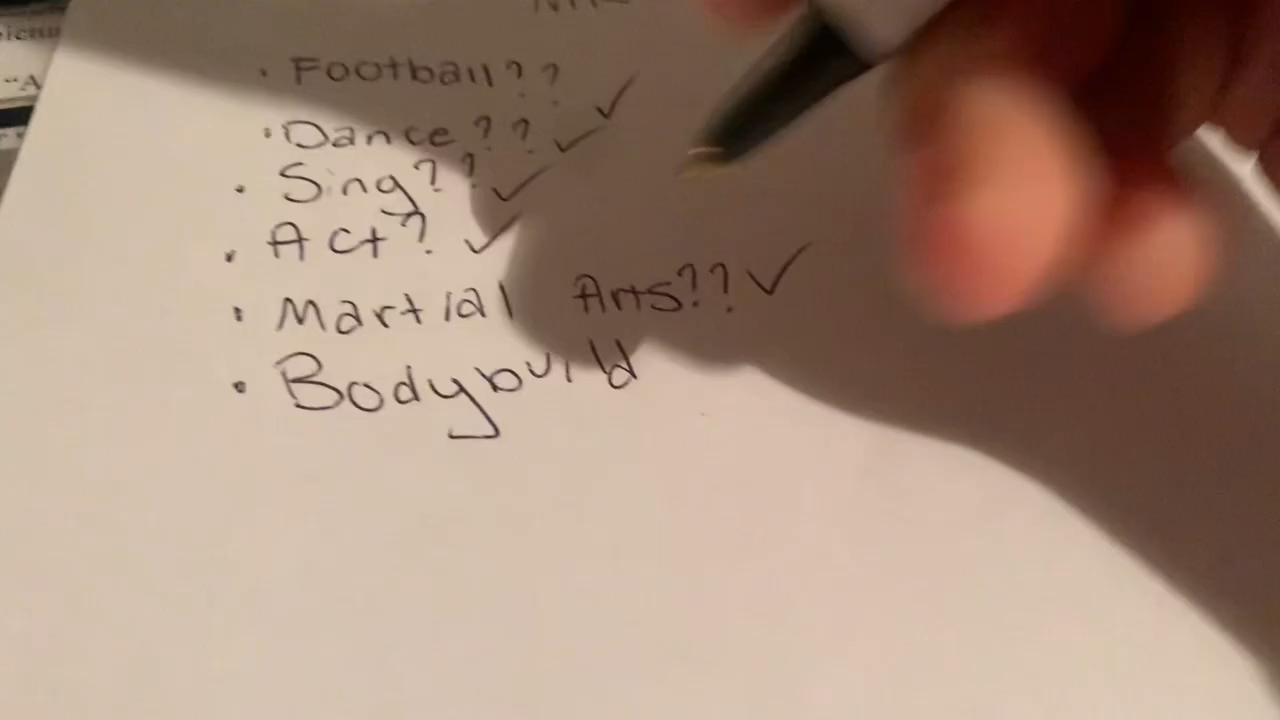 · Football?? ✓
· Dance?? ✓
· Sing?? ✓
· Act? ✓
· Martial Arts?? ✓
· Bodybuild
"A